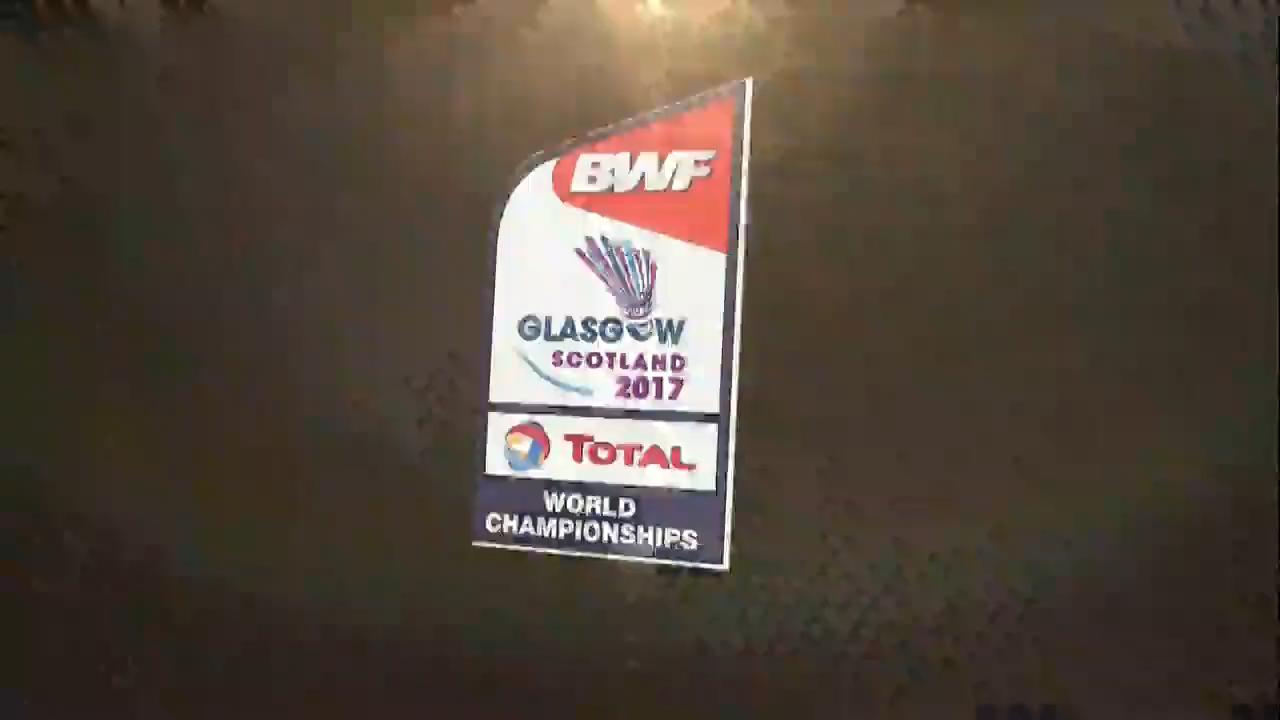 BWF
GLASGOW
SCOTLAND
2017
TOTAL
WORLD
CHAMPIONSHIPS